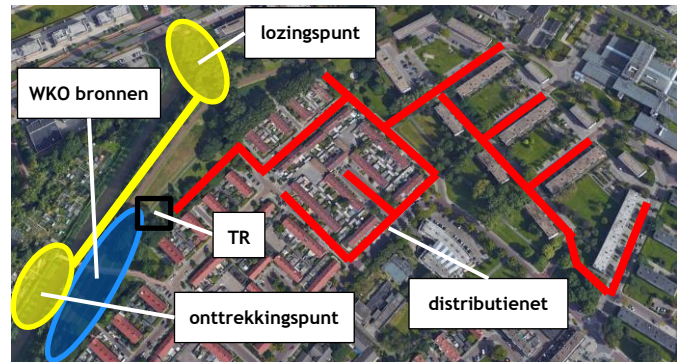 lozingspunt
WKO bronnen
TR
onttrekkingspunt
distributienet